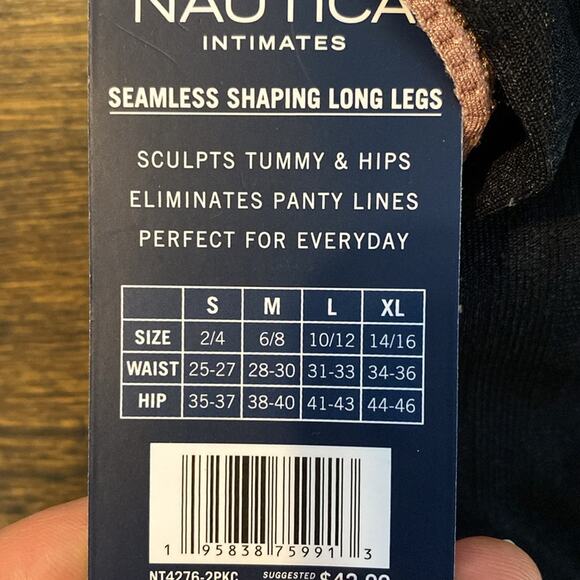 NAUTICA
INTIMATES
SEAMLESS SHAPING LONG LEGS
SCULPTS TUMMY & HIPS
ELIMINATES PANTY LINES
PERFECT FOR EVERYDAY
S M L XL
SIZE 2/4 6/8 10/12 14/16
WAIST 25-27 28-30 31-33 34-36
HIP 35-37 38-40 41-43 44-46
1 95838 75991 3
NT4276-2PKC SUGGESTED